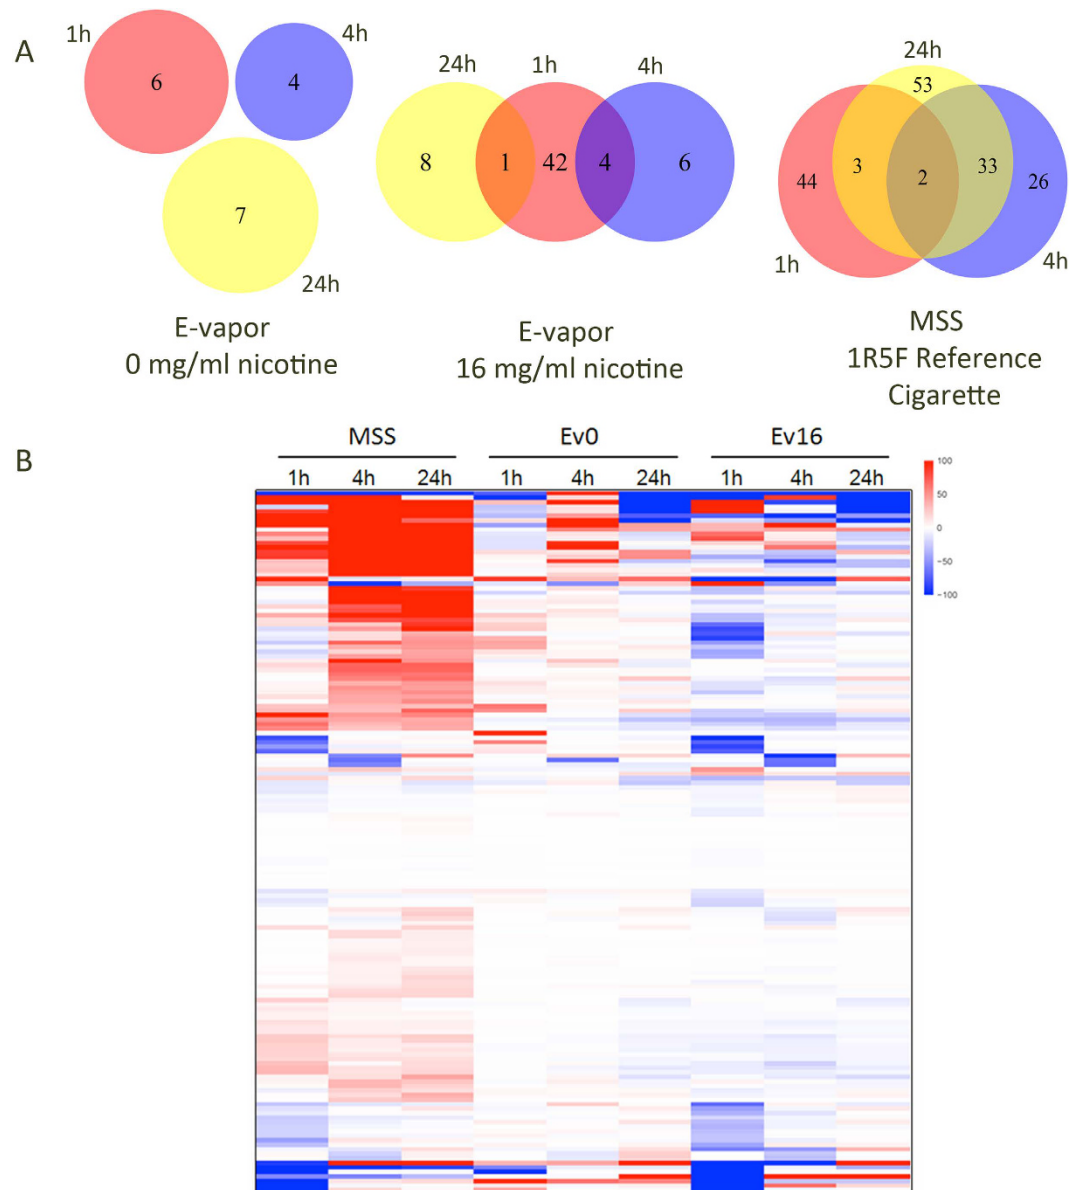 A
1h
4h
6
4
7
24h
E-vapor
0 mg/ml nicotine
24h
1h
4h
8
1
42
4
6
E-vapor
16 mg/ml nicotine
24h
53
44
3
2
33
26
1h
4h
MSS
1R5F Reference
Cigarette
B
MSS
Ev0
Ev16
1h
4h
24h
1h
4h
24h
1h
4h
24h
100
50
0
−50
−100